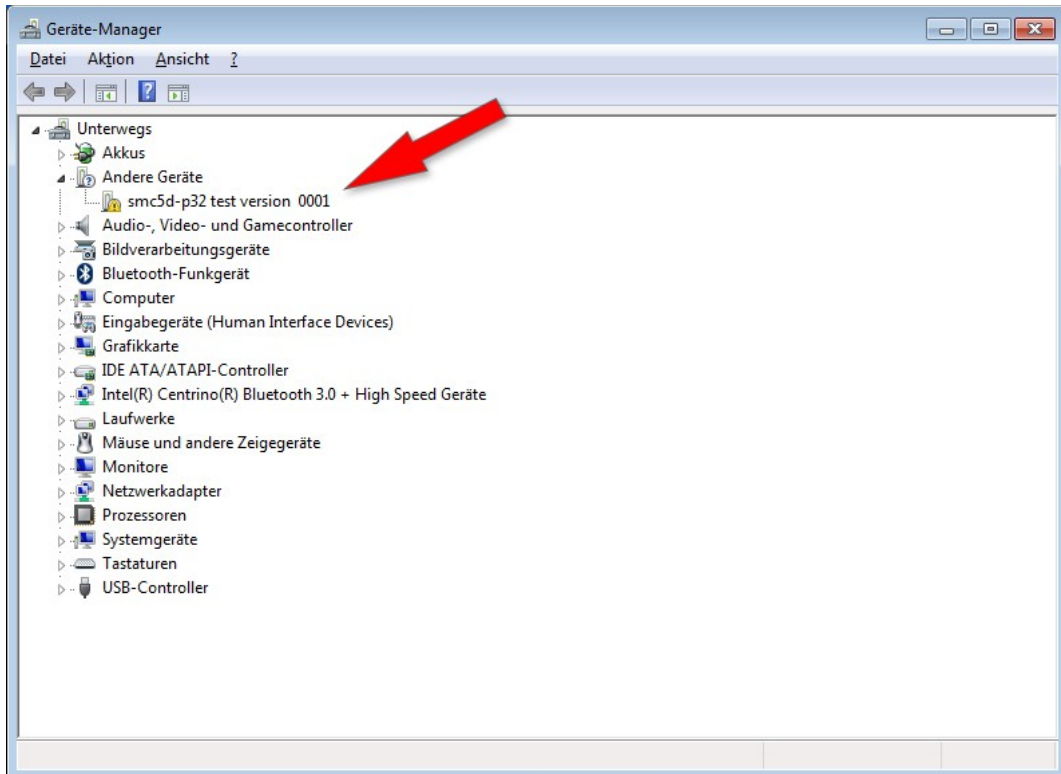 Geräte-Manager
Datei Aktion Ansicht ?
Unterwegs
Akkus
Andere Geräte
smc5d-p32 test version 0001
Audio-, Video- und Gamecontroller
Bildverarbeitungsgeräte
Bluetooth-Funkgerät
Computer
Eingabegeräte (Human Interface Devices)
Grafikkarte
IDE ATA/ATAPI-Controller
Intel(R) Centrino(R) Bluetooth 3.0 + High Speed Geräte
Laufwerke
Mäuse und andere Zeigegeräte
Monitore
Netzwerkadapter
Prozessoren
Systemgeräte
Tastaturen
USB-Controller